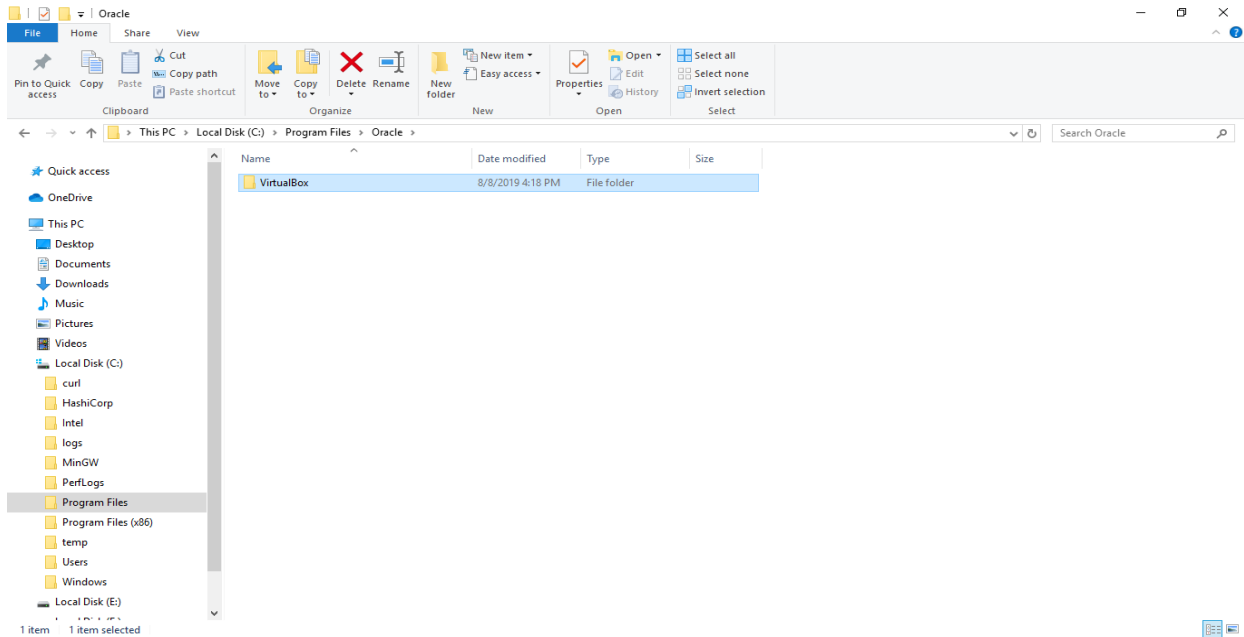 Oracle
File Home Share View
Pin to Quick access
Copy
Paste
Cut
Copy path
Paste shortcut
Clipboard
Move to
Copy to
Delete
Rename
Organize
New folder
New item
Easy access
New
Properties
Open
Edit
History
Open
Select all
Select none
Invert selection
Select
This PC > Local Disk (C:) > Program Files > Oracle >
Search Oracle
Quick access
OneDrive
This PC
Desktop
Documents
Downloads
Music
Pictures
Videos
Local Disk (C:)
curl
HashiCorp
Intel
logs
MinGW
PerfLogs
Program Files
Program Files (x86)
temp
Users
Windows
Local Disk (E:)
Name Date modified Type Size
VirtualBox 8/8/2019 4:18 PM File folder
1 item 1 item selected